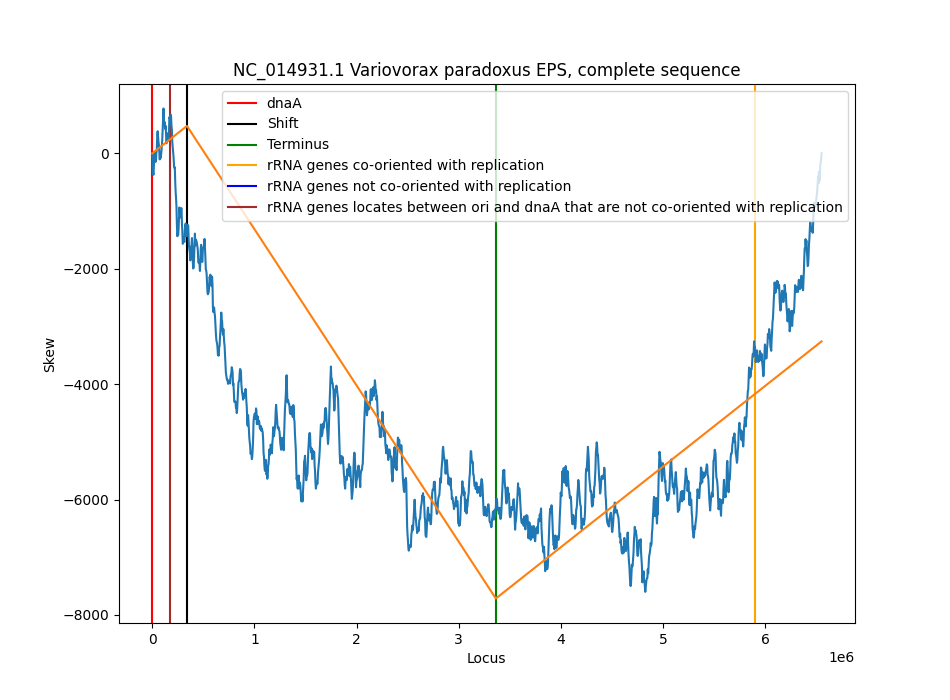 NC_014931.1 Variovorax paradoxus EPS, complete sequence
dnaA
Shift
Terminus
rRNA genes co-oriented with replication
rRNA genes not co-oriented with replication
rRNA genes locates between ori and dnaA that are not co-oriented with replication
0
−2000
−4000
−6000
−8000
Skew
0 1 2 3 4 5 6
1e6
Locus